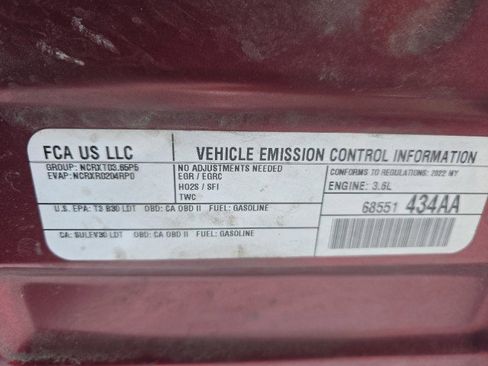 FCA US LLC
VEHICLE EMISSION CONTROL INFORMATION
GROUP: NCRXT03.65P5
EVAP: NCRXR0204RP0
NO ADJUSTMENTS NEEDED
EGR / EGRC
HO2S / SFI
TWC
CONFORMS TO REGULATIONS: 2022 MY
ENGINE: 3.6L
U.S. EPA: T3 B30 LDT OBD: CA OBD II FUEL: GASOLINE
68551 434AA
CA: SULEV30 LDT OBD: CA OBD II FUEL: GASOLINE